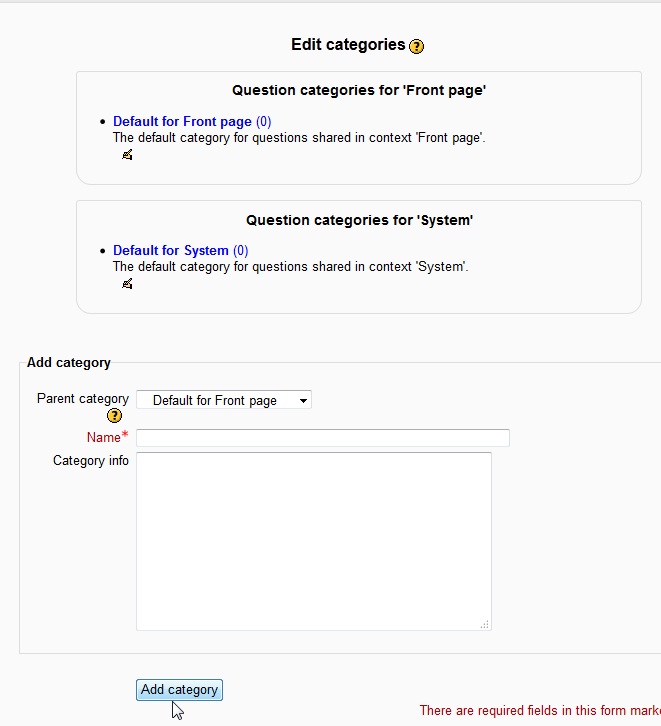 Edit categories ?
Question categories for 'Front page'
• Default for Front page (0)
The default category for questions shared in context 'Front page'.
Question categories for 'System'
• Default for System (0)
The default category for questions shared in context 'System'.
Add category
Parent category Default for Front page
?
Name*
Category info
Add category
There are required fields in this form marke